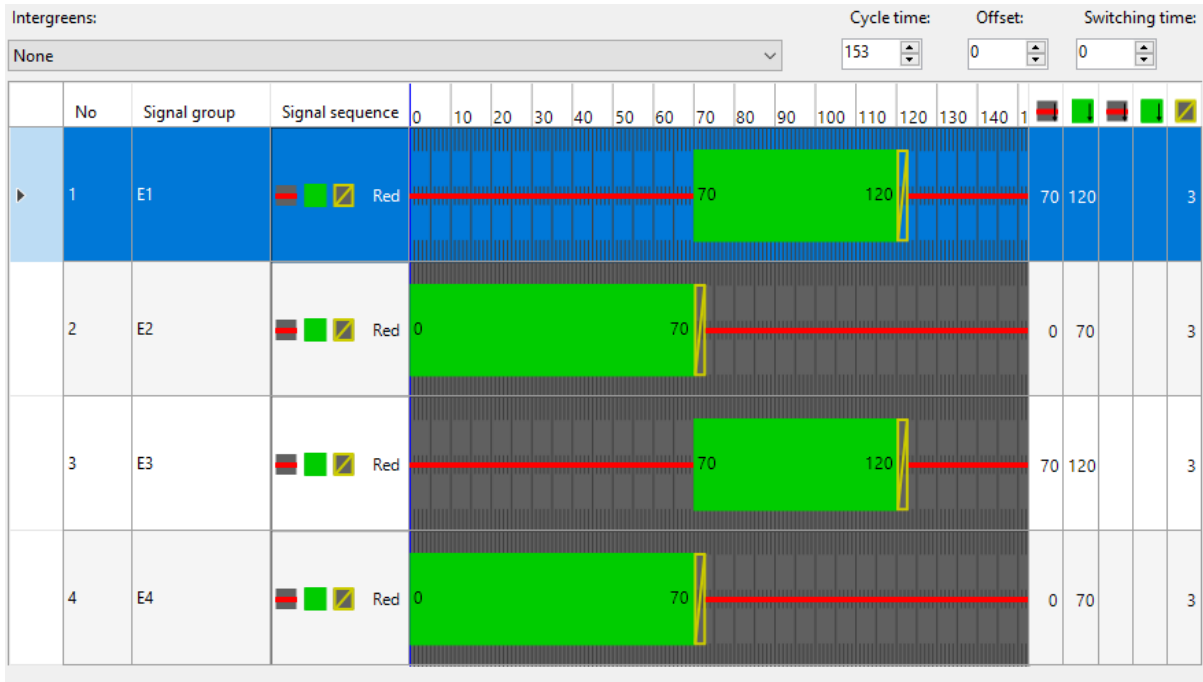 Intergreens: Cycle time: Offset: Switching time:
None 153 0 0
No Signal group Signal sequence 0 10 20 30 40 50 60 70 80 90 100 110 120 130 140 1
1 E1 Red 70 120 70 120 3
2 E2 Red 0 70 0 70 3
3 E3 Red 70 120 70 120 3
4 E4 Red 0 70 0 70 3